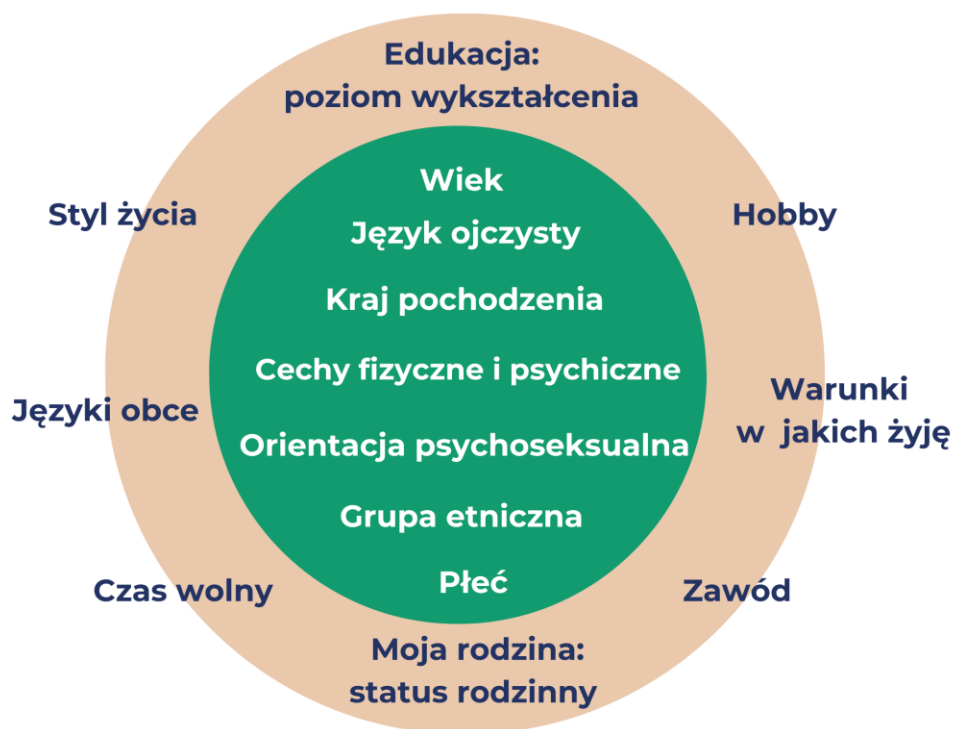 Edukacja:
poziom wykształcenia
Wiek
Styl życia
Hobby
Język ojczysty
Kraj pochodzenia
Cechy fizyczne i psychiczne
Języki obce
Warunki
w jakich żyję
Orientacja psychoseksualna
Grupa etniczna
Płeć
Czas wolny
Zawód
Moja rodzina:
status rodzinny